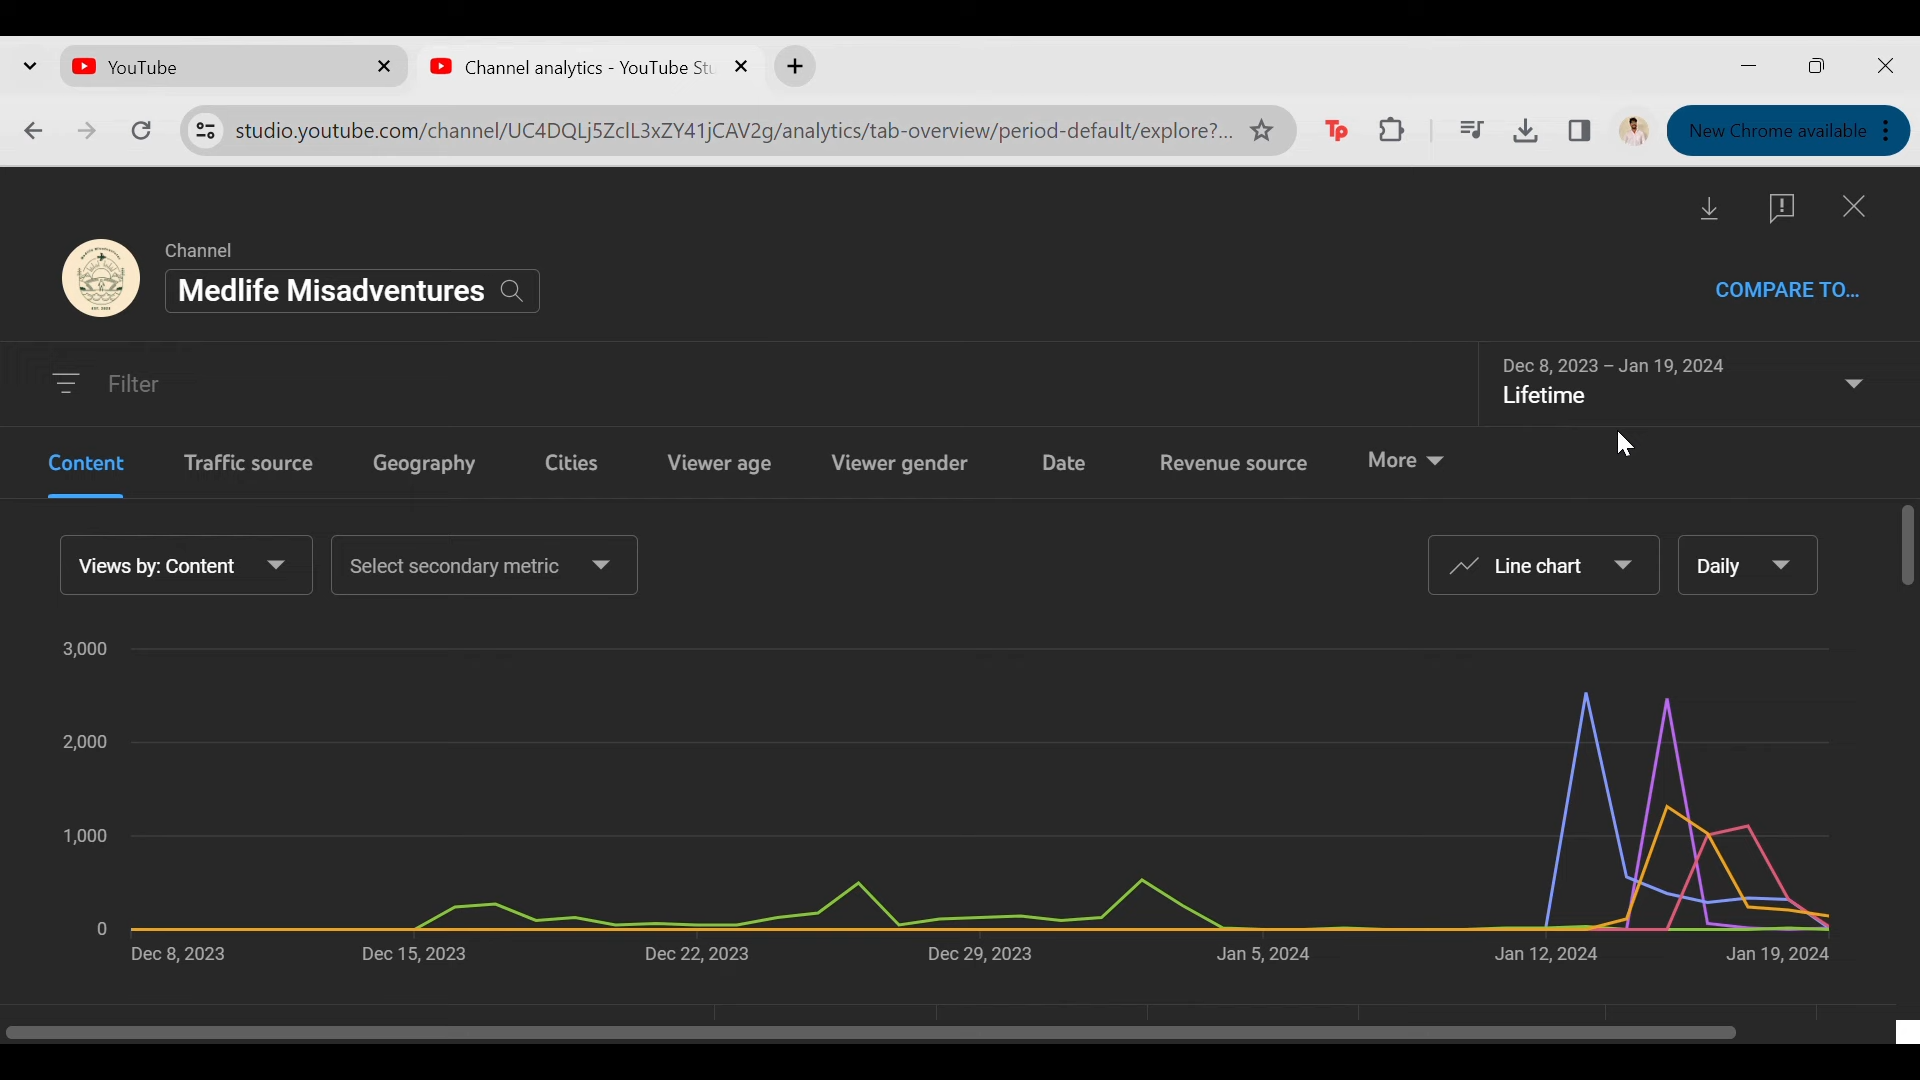 YouTube
Channel analytics - YouTube Stu
studio.youtube.com/channel/UC4DQLj5ZclL3xZY41jCAV2g/analytics/tab-overview/period-default/explore?...
Tp
New Chrome available
Channel
Medlife Misadventures
COMPARE TO...
Filter
Dec 8, 2023 – Jan 19, 2024
Lifetime
Content Traffic source Geography Cities Viewer age Viewer gender Date Revenue source More
Views by: Content Select secondary metric Line chart Daily
3,000
2,000
1,000
0
Dec 8, 2023 Dec 15, 2023 Dec 22, 2023 Dec 29, 2023 Jan 5, 2024 Jan 12, 2024 Jan 19, 2024